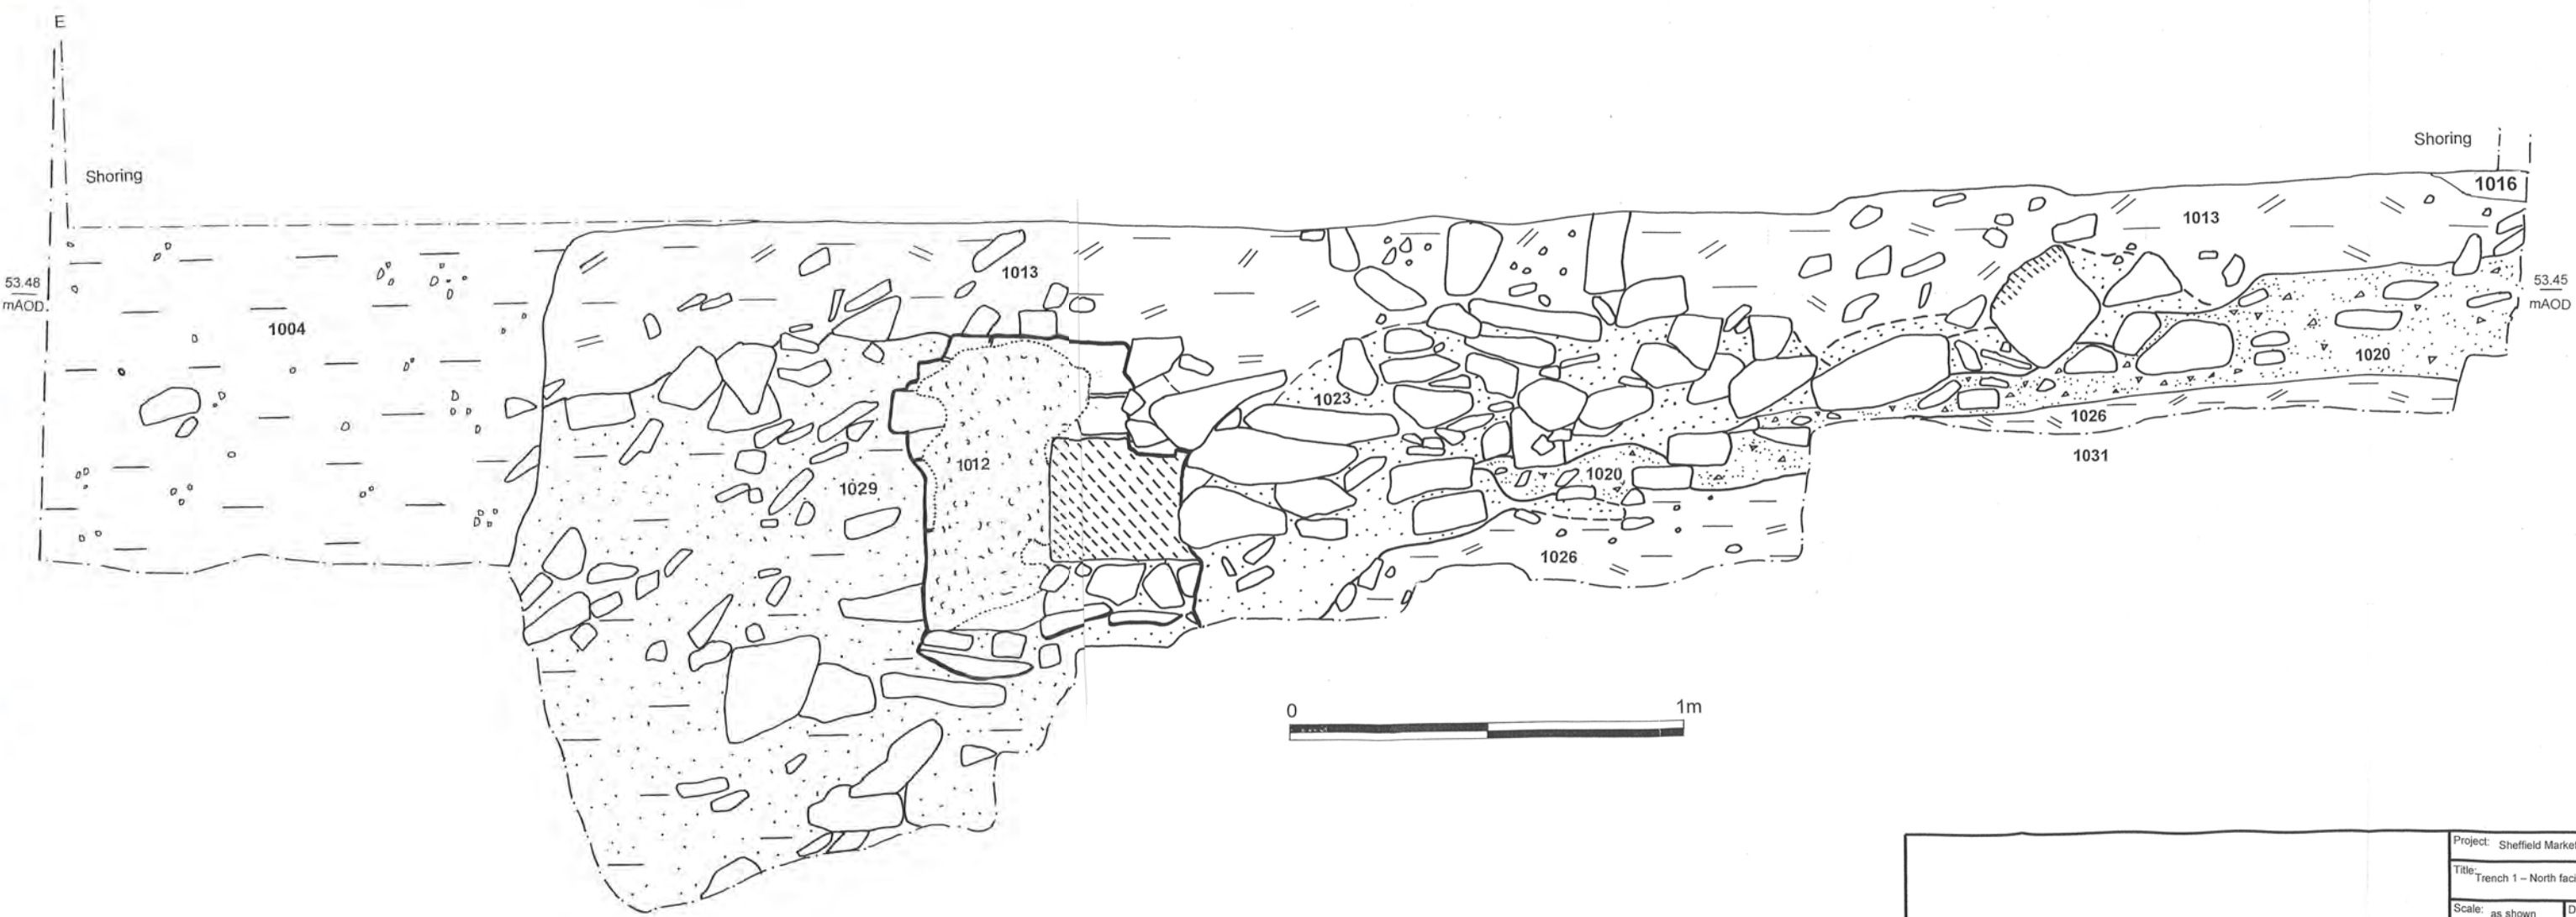 E
Shoring
Shoring
1016
1013
1013
53.48
mAOD
53.45
mAOD
1004
1020
1023
1026
1012
1029
1020
1031
1026
0 1m
Project: Sheffield Market
Title: Trench 1 – North faci
Scale: as shown D